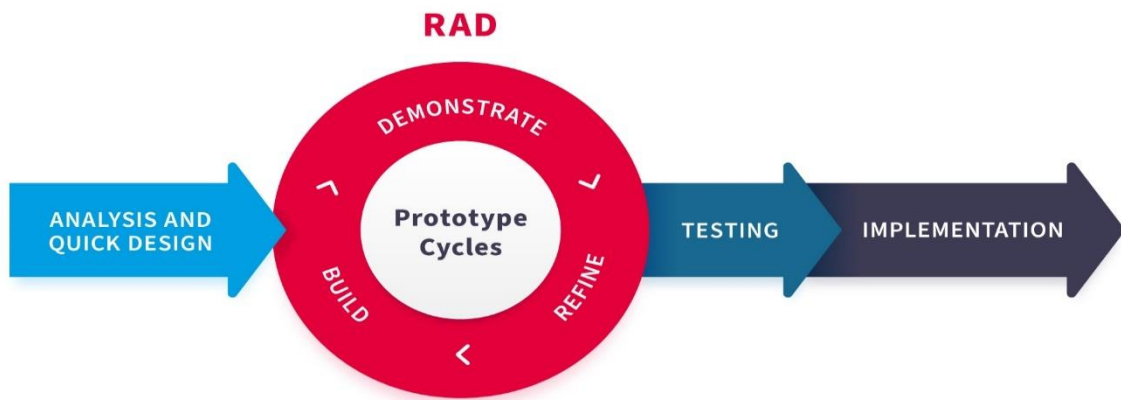 RAD
ANALYSIS AND
QUICK DESIGN
DEMONSTRATE
Prototype
Cycles
BUILD
REFINE
TESTING
IMPLEMENTATION